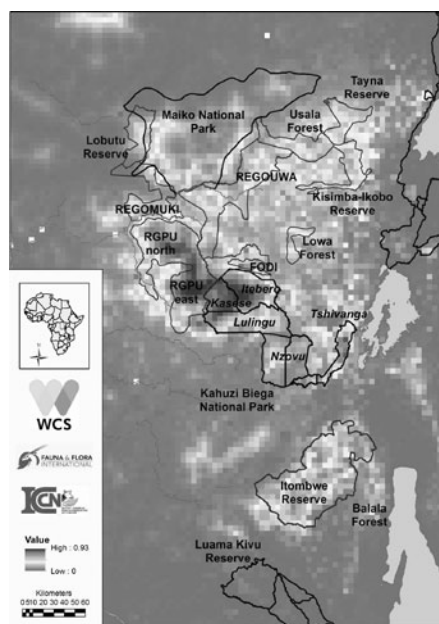 Tayna
Reserve
Maiko National
Park
Usala
Forest
Lobutu
Reserve
REGOUWA
Kisimba-Ikobo
Reserve
REGOMUKI
RGPU
north
Lowa
Forest
FODI
RGPU
east
Itebero
Kasese
Lulingu
Tshivanga
Nzovu
Kahuzi Biega
National Park
WCS
FAUNA & FLORA
INTERNATIONAL
ICCN
Itombwe
Reserve
Balala
Forest
Luama Kivu
Reserve
Value
High : 0.93
Low : 0
Kilometers
0 510 20 30 40 50 60